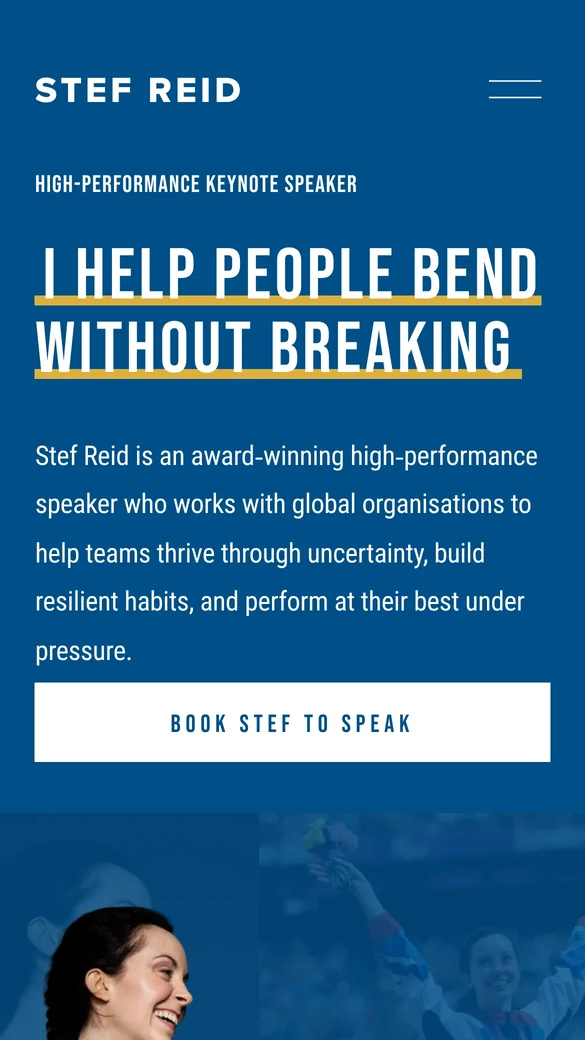 STEF REID
HIGH-PERFORMANCE KEYNOTE SPEAKER
I HELP PEOPLE BEND
WITHOUT BREAKING
Stef Reid is an award-winning high-performance
speaker who works with global organisations to
help teams thrive through uncertainty, build
resilient habits, and perform at their best under
pressure.
BOOK STEF TO SPEAK